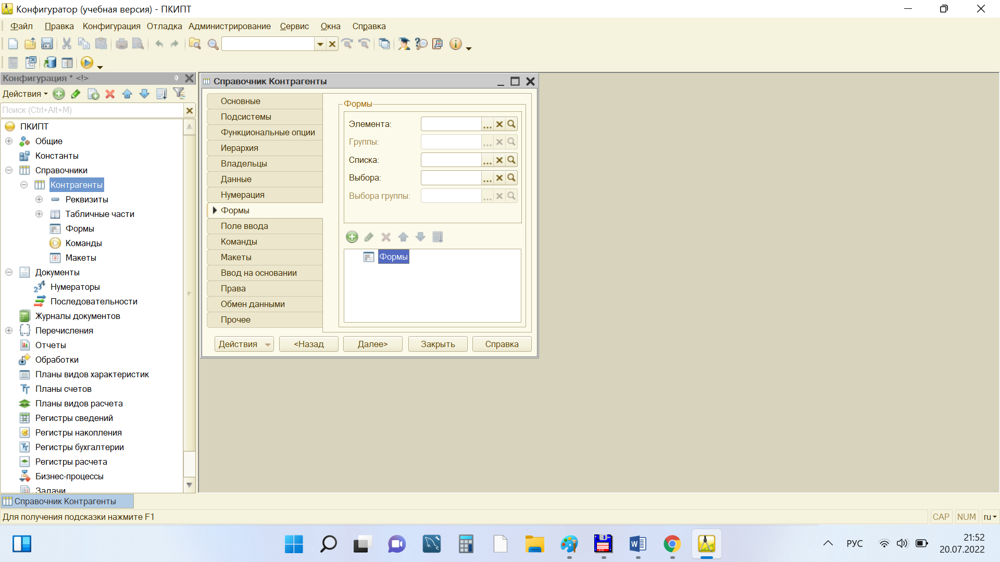 Конфигуратор (учебная версия) - ПКИПТ
Файл Правка Конфигурация Отладка Администрирование Сервис Окна Справка
Конфигурация * <!>
Действия
Поиск (Ctrl+Alt+M)
ПКИПТ
Общие
Константы
Справочники
Контрагенты
Реквизиты
Табличные части
Формы
Команды
Макеты
Документы
Нумераторы
Последовательности
Журналы документов
Перечисления
Отчеты
Обработки
Планы видов характеристик
Планы счетов
Планы видов расчета
Регистры сведений
Регистры накопления
Регистры бухгалтерии
Регистры расчета
Бизнес-процессы
Задачи
Справочник Контрагенты
Основные
Подсистемы
Функциональные опции
Иерархия
Владельцы
Данные
Нумерация
Формы
Поле ввода
Команды
Макеты
Ввод на основании
Права
Обмен данными
Прочее
Формы
Элемента:
Группы:
Списка:
Выбора:
Выбора группы:
Формы
Действия <Назад Далее> Закрыть Справка
Справочник Контрагенты
Для получения подсказки нажмите F1
CAP NUM ru
РУС
21:52
20.07.2022